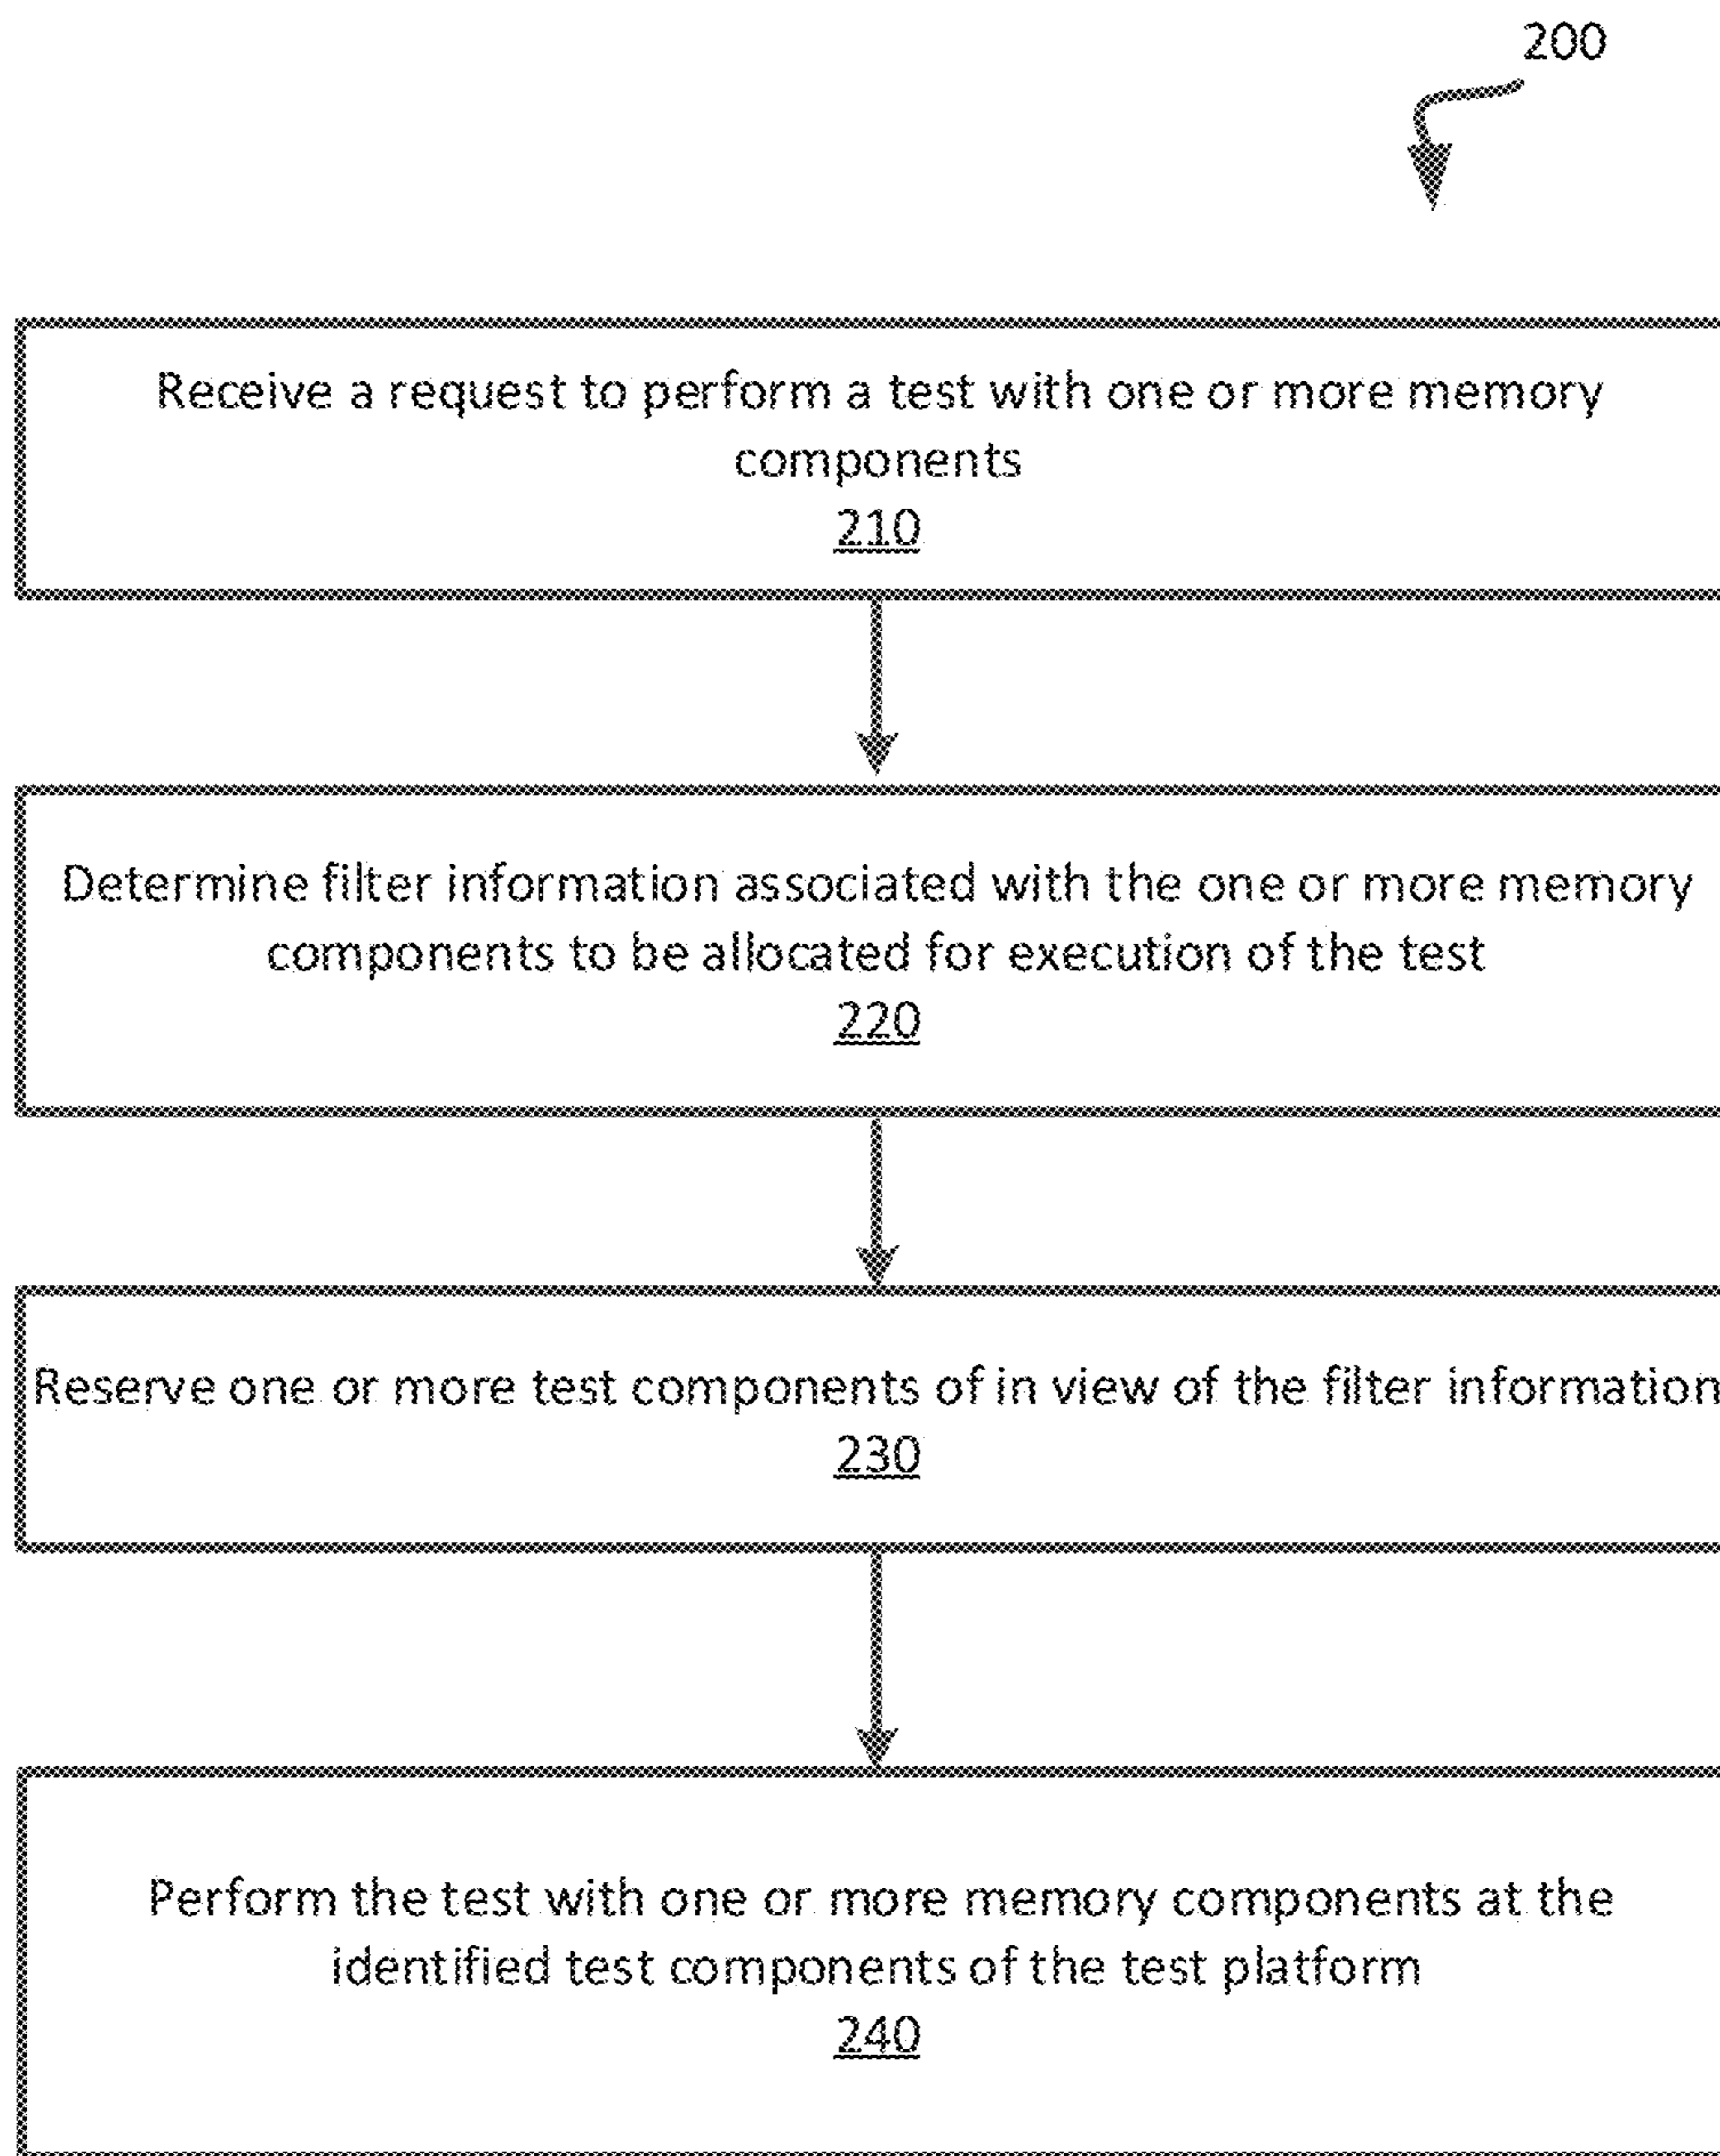 200
Receive a request to perform a test with one or more memory
components
210
Determine filter information associated with the one or more memory
components to be allocated for execution of the test
220
Reserve one or more test components of in view of the filter information
230
Perform the test with one or more memory components at the
identified test components of the test platform
240